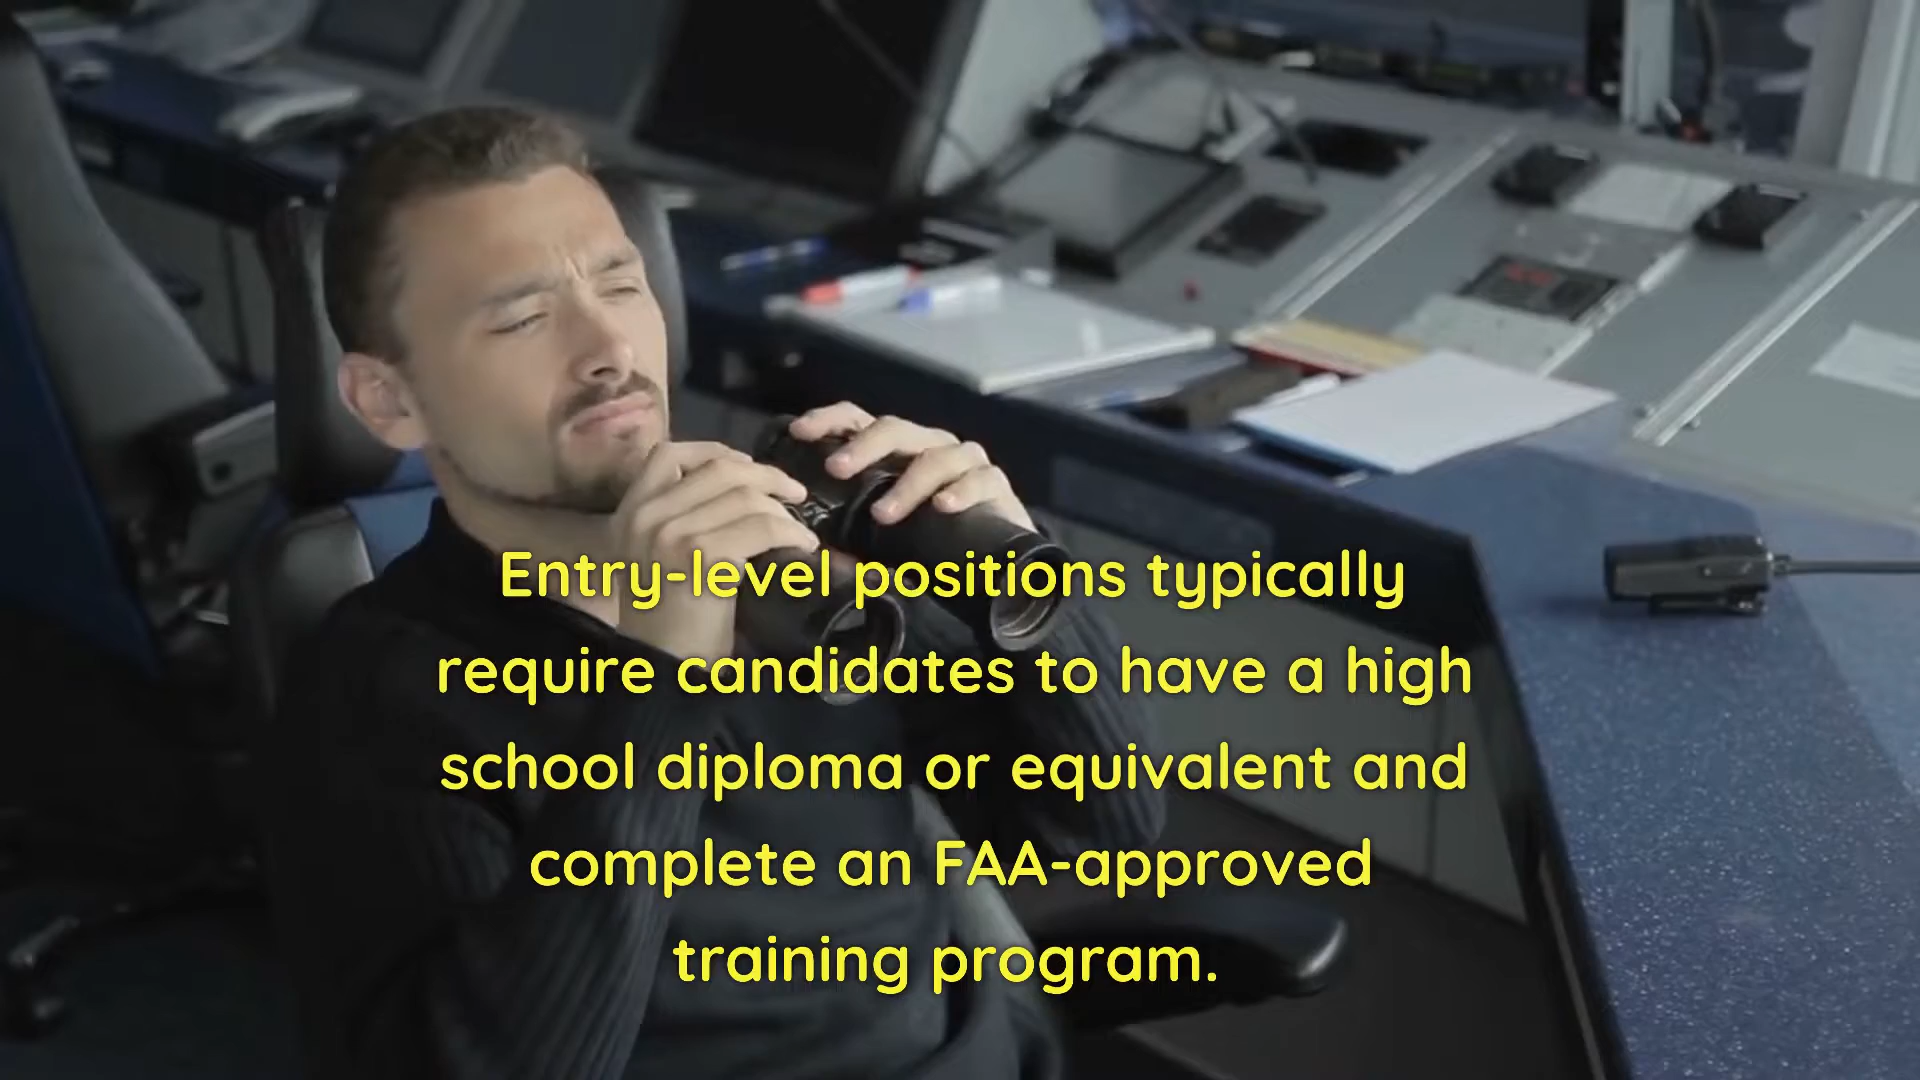 Entry-level positions typically
require candidates to have a high
school diploma or equivalent and
complete an FAA-approved
training program.